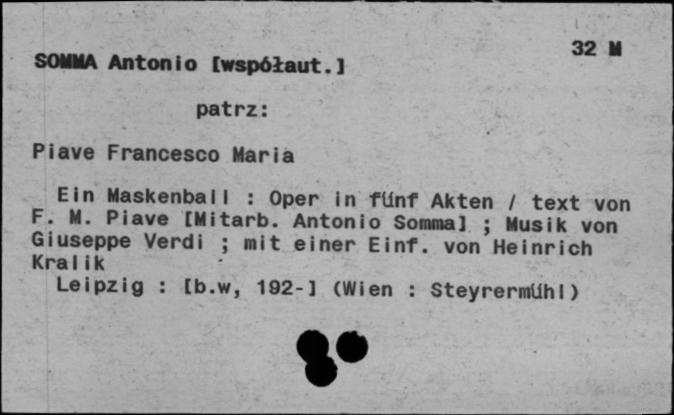 32 M
SOMMA Antonio [współaut.]
patrz:
Piave Francesco Maria
Ein Maskenball : Oper in fünf Akten / text von
F. M. Piave [Mitarb. Antonio Somma] ; Musik von
Giuseppe Verdi ; mit einer Einf. von Heinrich
Kralik
Leipzig : [b.w, 192-] (Wien : Steyrermühl)